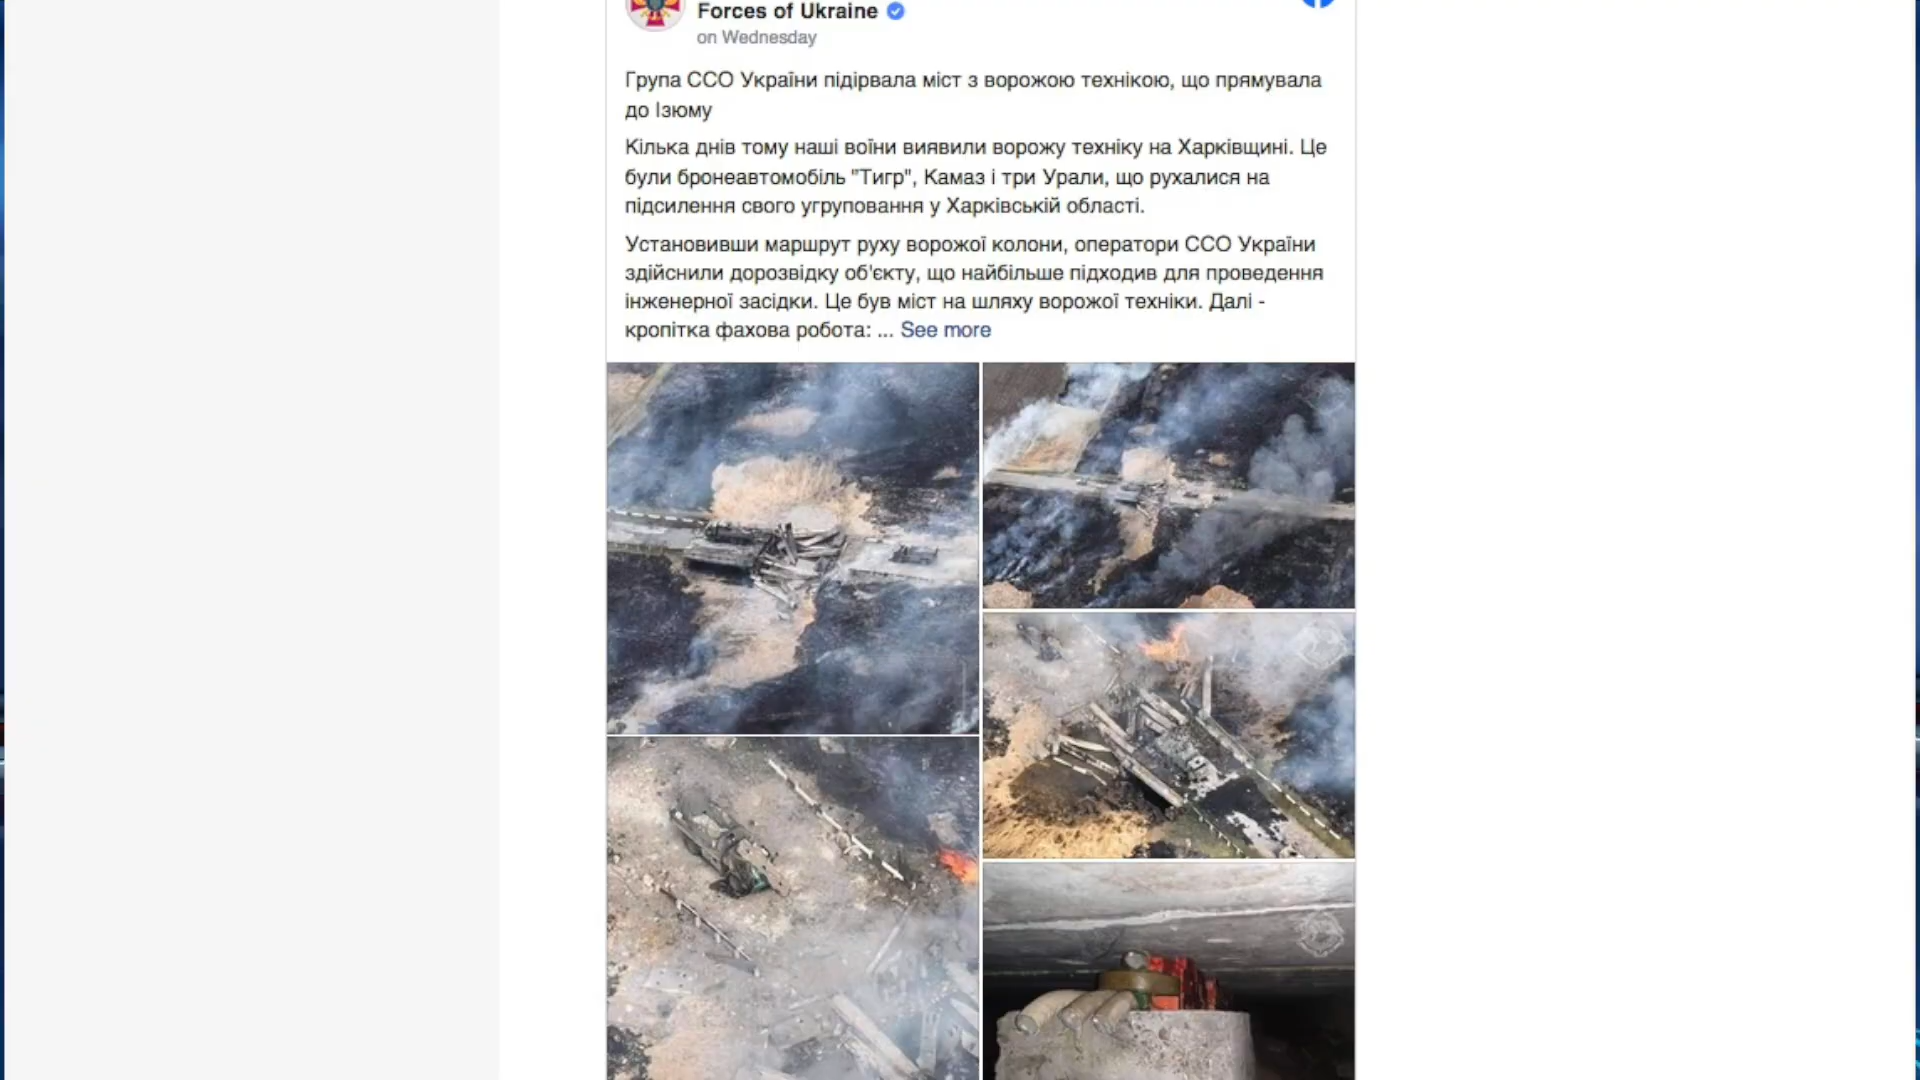 Forces of Ukraine
on Wednesday
Група ССО України підірвала міст з ворожою технікою, що прямувала
до Ізюму
Кілька днів тому наші воїни виявили ворожу техніку на Харківщині. Це
були бронеавтомобіль "Тигр", Камаз і три Урали, що рухалися на
підсилення свого угруповання у Харківській області.
Установивши маршрут руху ворожої колони, оператори ССО України
здійснили дорозвідку об'єкту, що найбільше підходив для проведення
інженерної засідки. Це був міст на шляху ворожої техніки. Далі -
кропітка фахова робота: ... See more